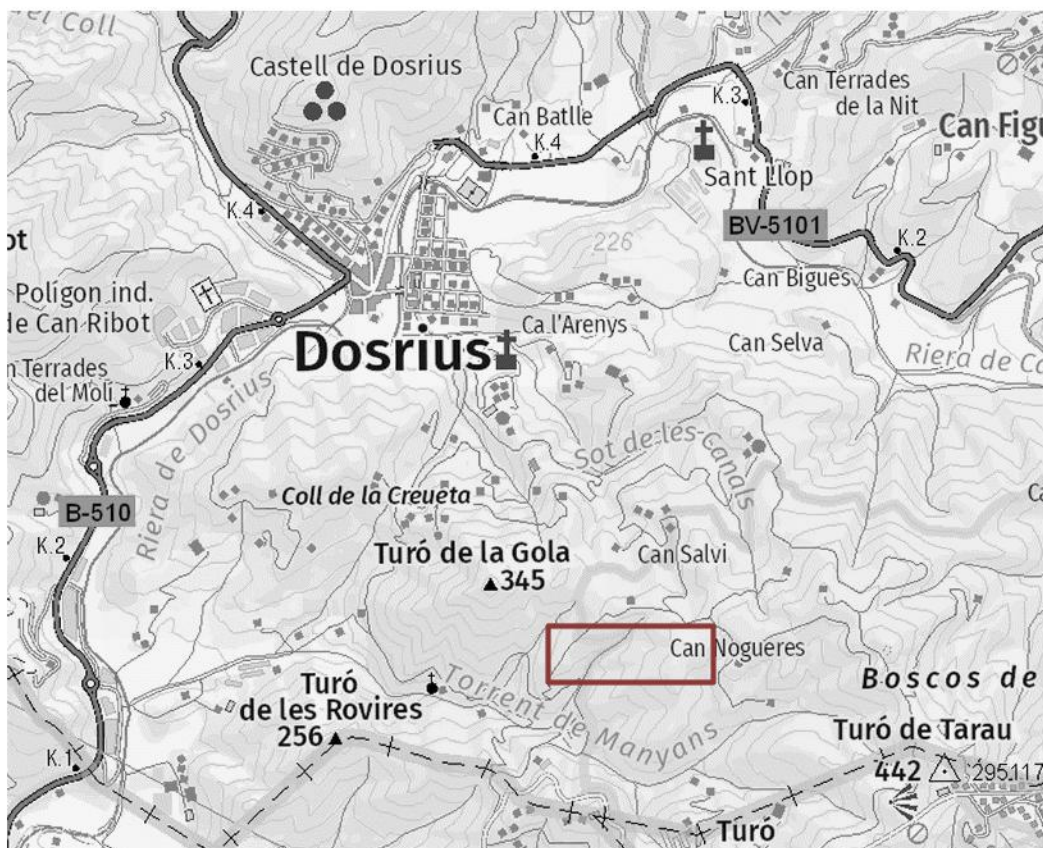 del Coll
Castell de Dosrius
Can Batlle
K.4
K.3
Can Terrades
de la Nit
Can Figu
Sant Llop
K.4
BV-5101
226
K.2
Can Bigues
Polígon ind.
de Can Ribot
Ca l'Arenys
Can Selva
Dosrius
Riera de Ca
K.3
n Terrades
del Molí
Riera de Dosrius
Sot de les Canals
Coll de la Creueta
B-510
K.2
Can Salvi
Turó de la Gola
345
Can Nogueres
Boscos de
Turó
de les Rovires
256
Torrent de Manyans
Turó de Tarau
442
295117
K.1
Turó